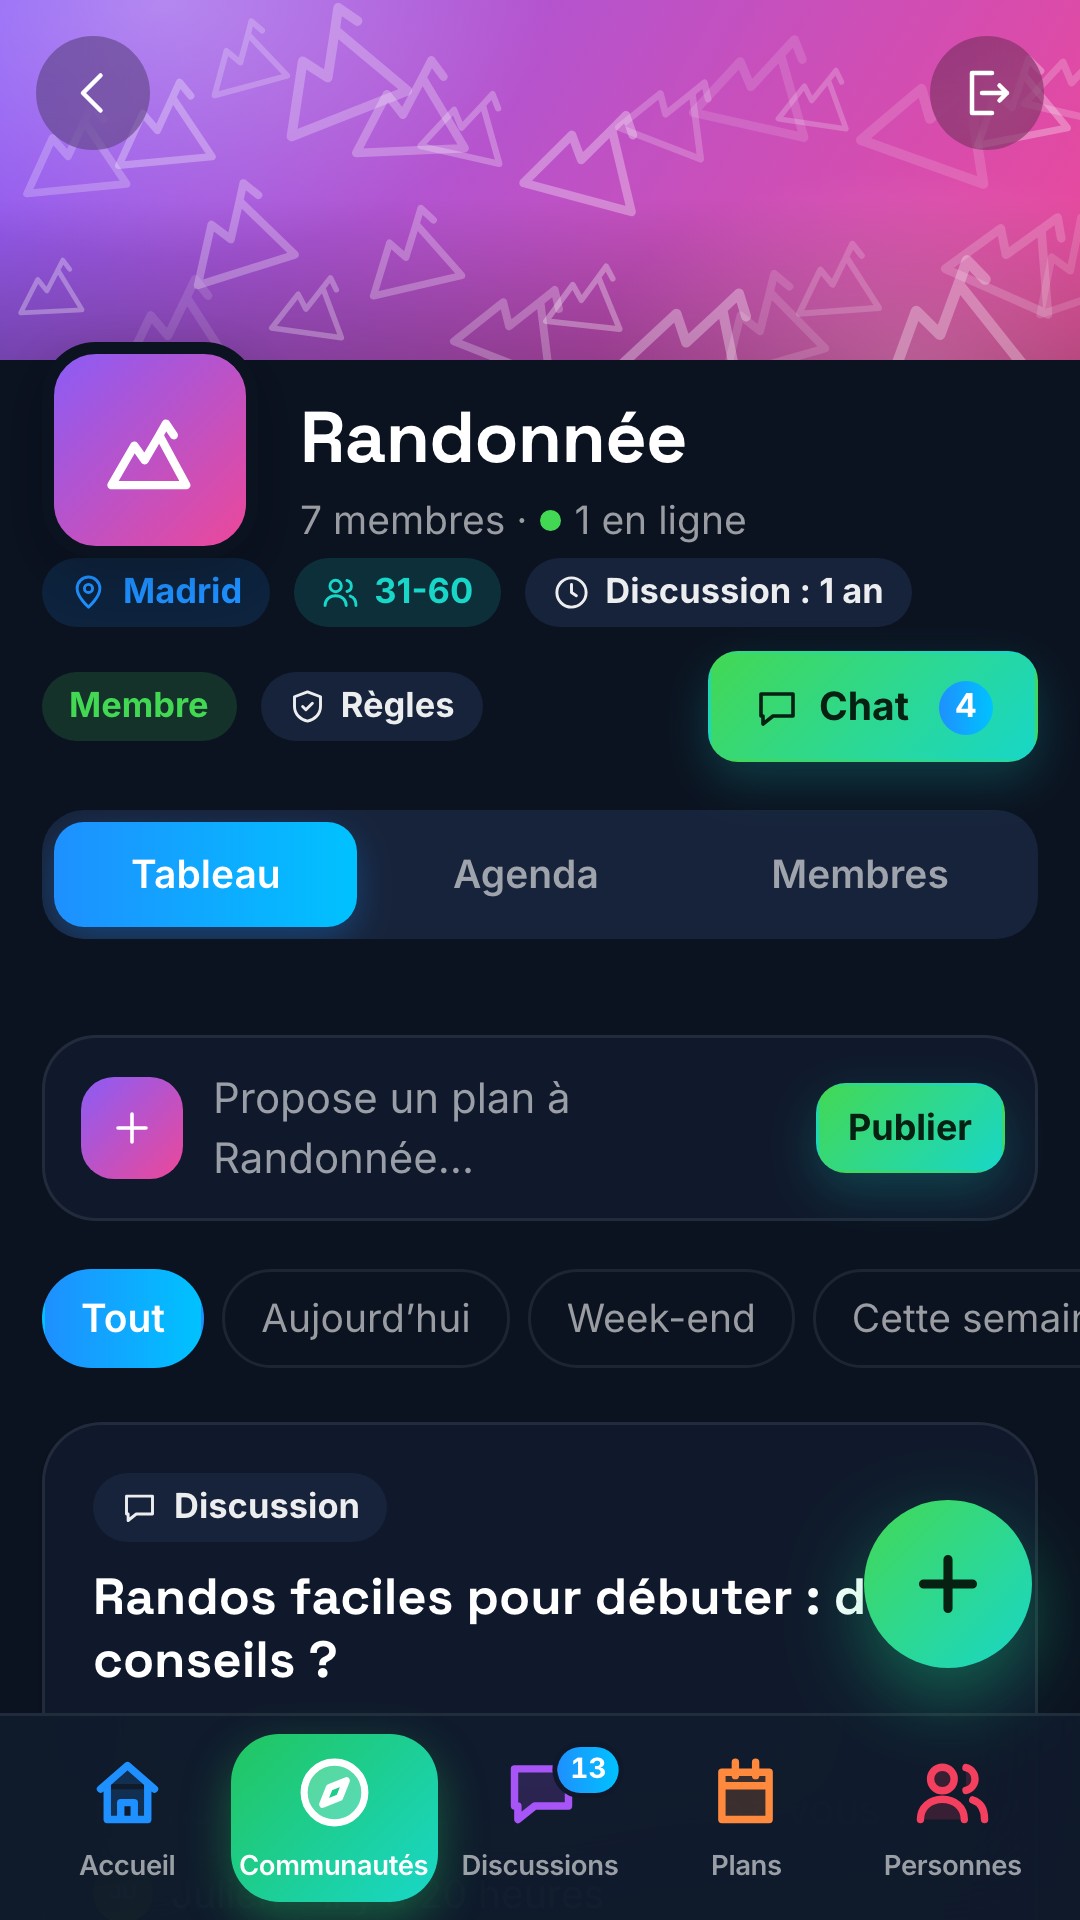 Randonnée
7 membres · 1 en ligne
Madrid
31-60
Discussion : 1 an
Membre
Règles
Chat
4
Tableau
Agenda
Membres
Propose un plan à
Randonnée...
Publier
Tout
Aujourd’hui
Week-end
Cette semain
Discussion
Randos faciles pour débuter : d
conseils ?
13
Accueil
Communautés
Discussions
Plans
Personnes
heures